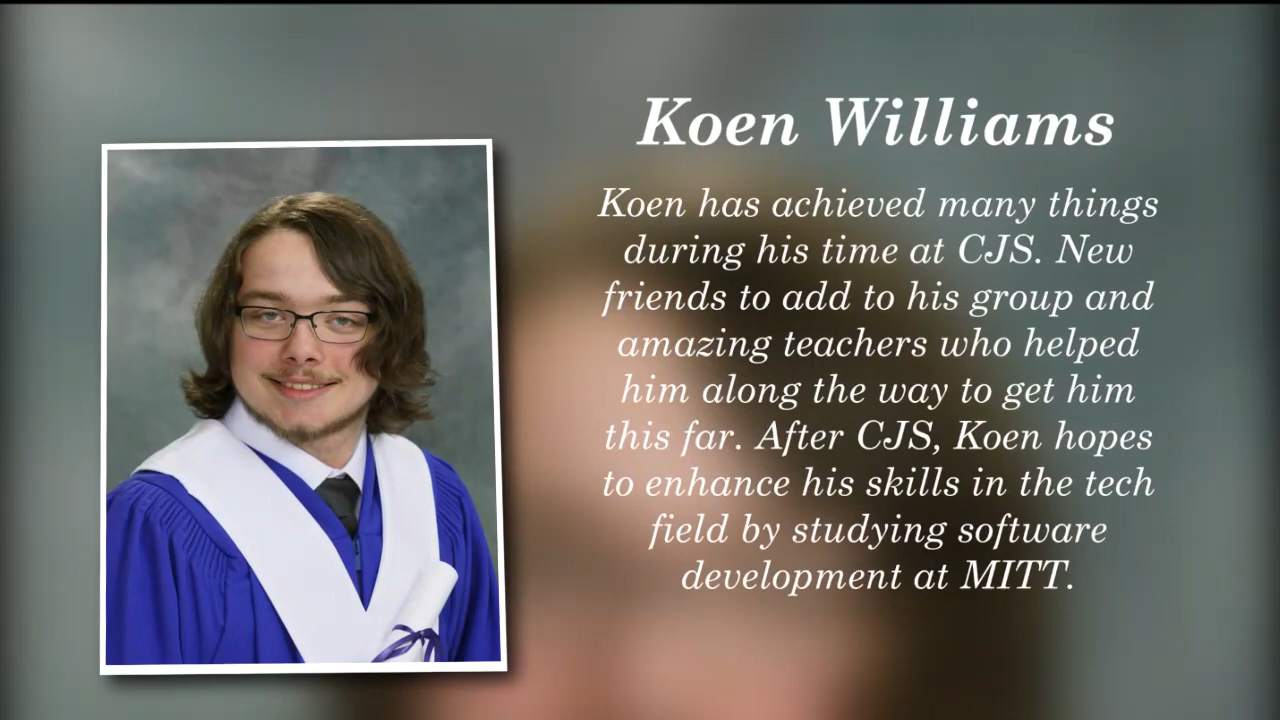 Koen Williams
Koen has achieved many things
during his time at CJS. New
friends to add to his group and
amazing teachers who helped
him along the way to get him
this far. After CJS, Koen hopes
to enhance his skills in the tech
field by studying software
development at MITT.